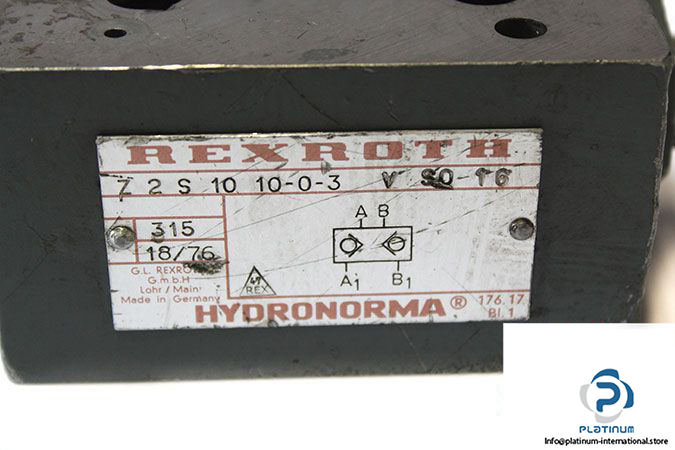 REXROTH
Z 2 S 10 10-0-3 V SO 16
315
18/76
A B
A1 B1
G.L. REXROTH
G.m.b.H
Lohr/Main
Made in Germany
47
REX
HYDRONORMA®
176.17
Bl.1
PLATINUM
Info@platinum-international.store